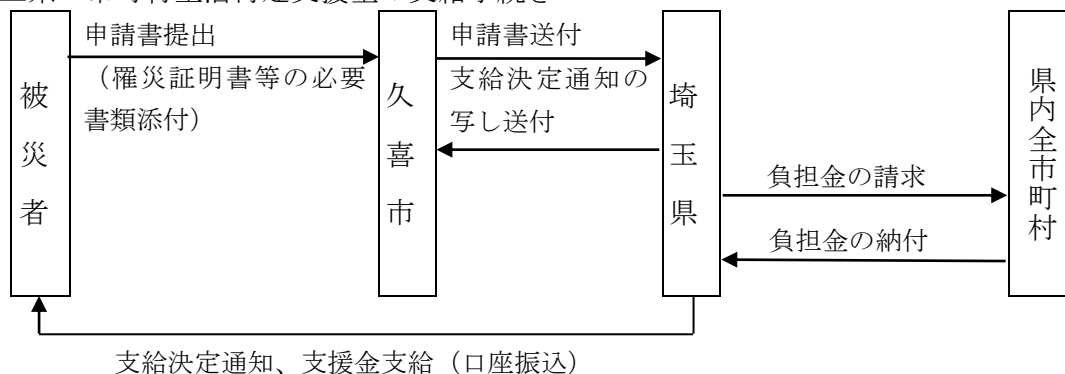 申請書提出
（罹災証明書等の必要
書類添付）
申請書送付
支給決定通知の
写し送付
被災者
久喜市
埼玉県
県内全市町村
負担金の請求
負担金の納付
支給決定通知、支援金支給（口座振込）